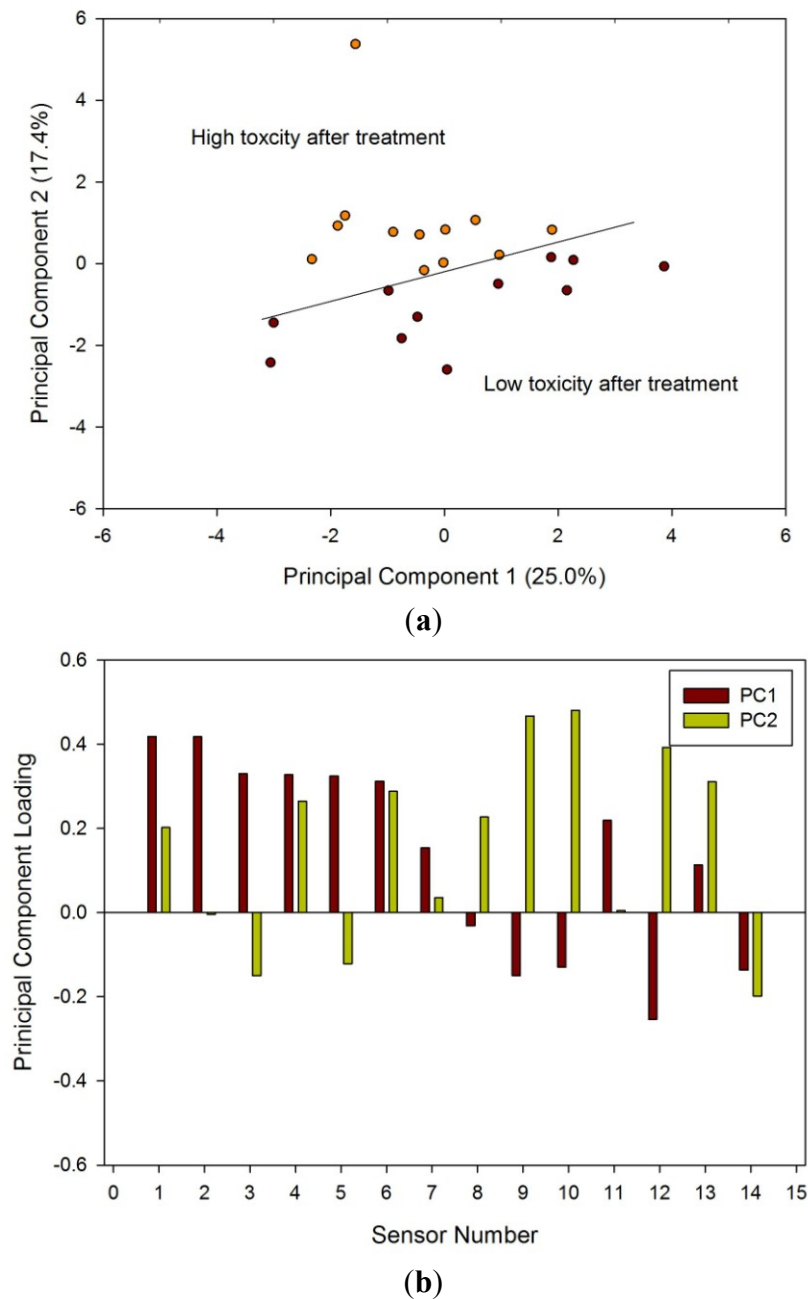 6
4
2
0
-2
-4
-6
Principal Component 2 (17.4%)
High toxcity after treatment
Low toxicity after treatment
-6 -4 -2 0 2 4 6
Principal Component 1 (25.0%)
(a)
0.6
0.4
0.2
0.0
-0.2
-0.4
-0.6
Prinicipal Component Loading
PC1
PC2
0 1 2 3 4 5 6 7 8 9 10 11 12 13 14 15
Sensor Number
(b)